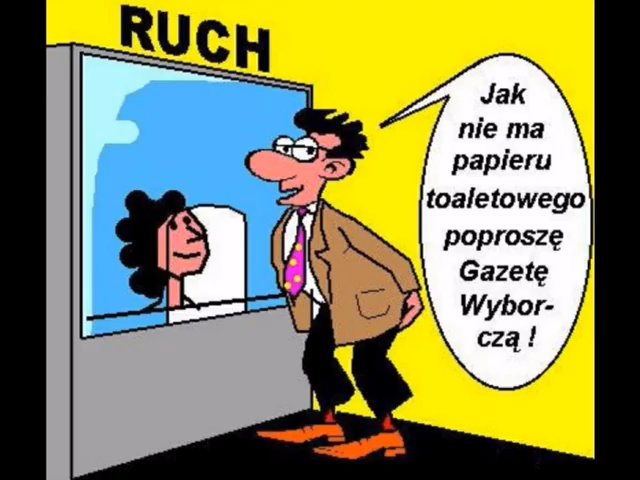 RUCH
Jak
nie ma
papieru
toaletowego
poproszę
Gazetę
Wybor-
czą !